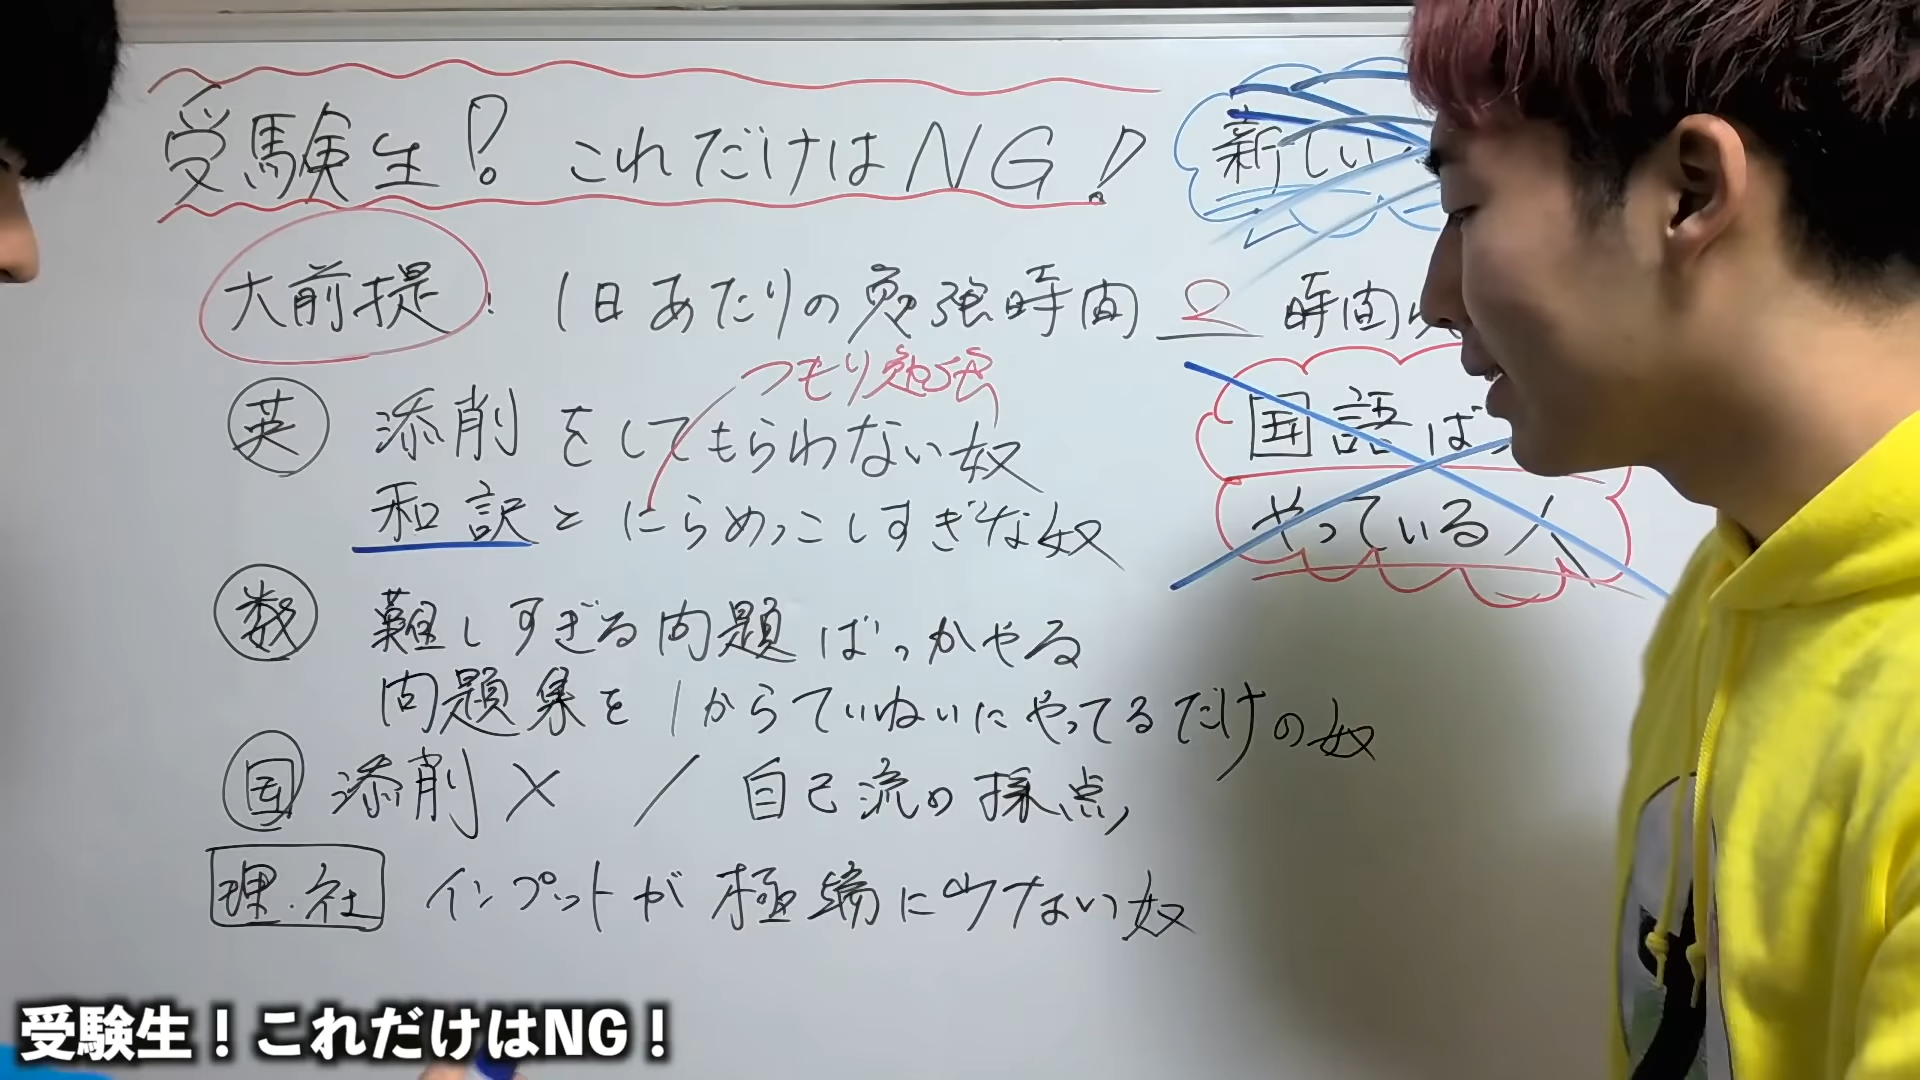 受験生! これだけはNG!
新しい
大前提: 1日あたりの勉強時間 2 時間
つもり勉強
英 添削をしてもらわない奴
和訳とにらめっこしすぎな奴
国語ば
やっている人
数 難しすぎる問題ばっかやる
問題集を1からていねいにやってるだけの奴
国 添削× / 自己流の採点
理・社 インプットが極端に少ない奴
受験生！これだけはNG！